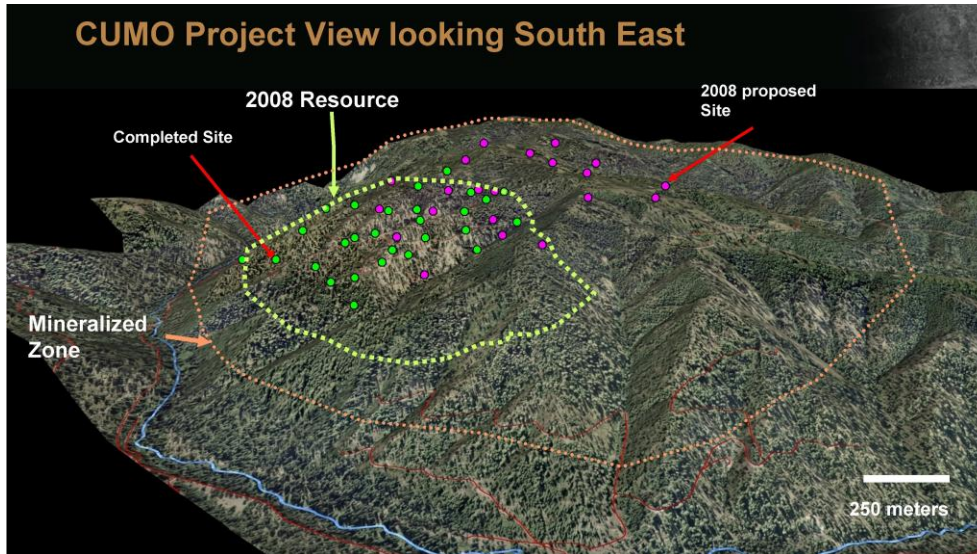 CUMO Project View looking South East
2008 Resource
2008 proposed
Site
Completed Site
Mineralized
Zone
250 meters